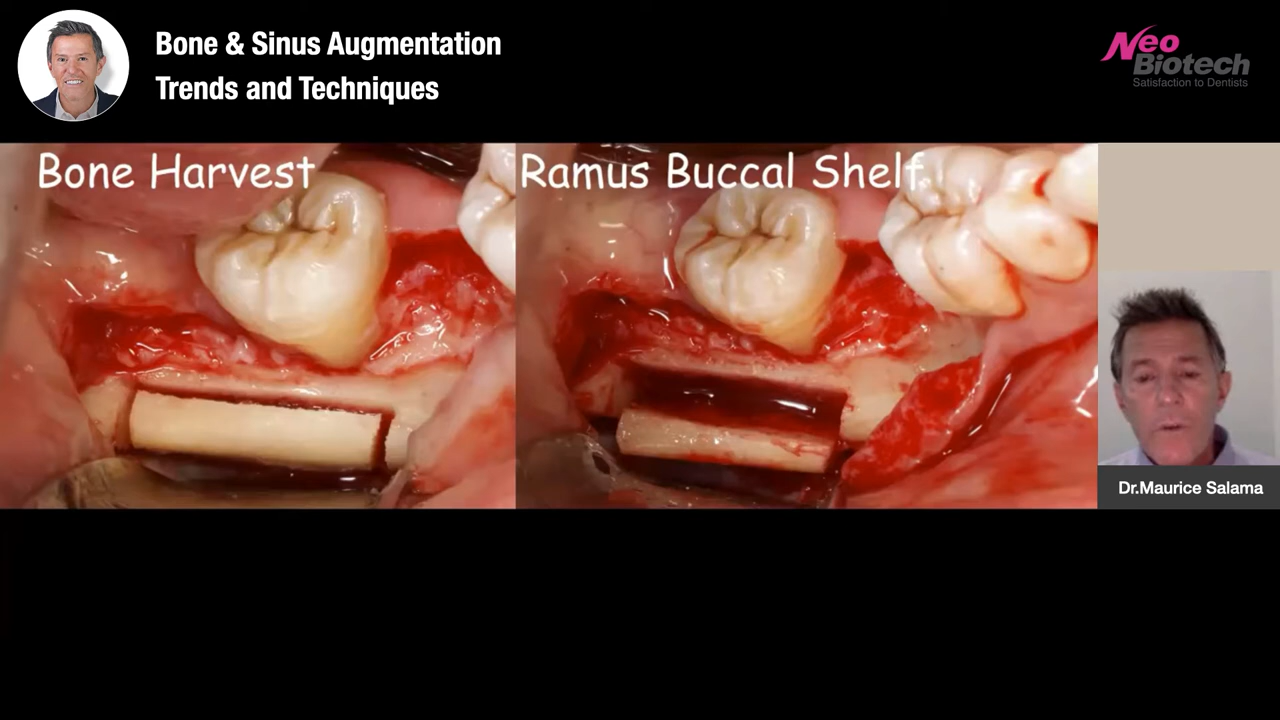 Bone & Sinus Augmentation
Trends and Techniques
Neo
Biotech
Satisfaction to Dentists
Bone Harvest
Ramus Buccal Shelf
Dr.Maurice Salama